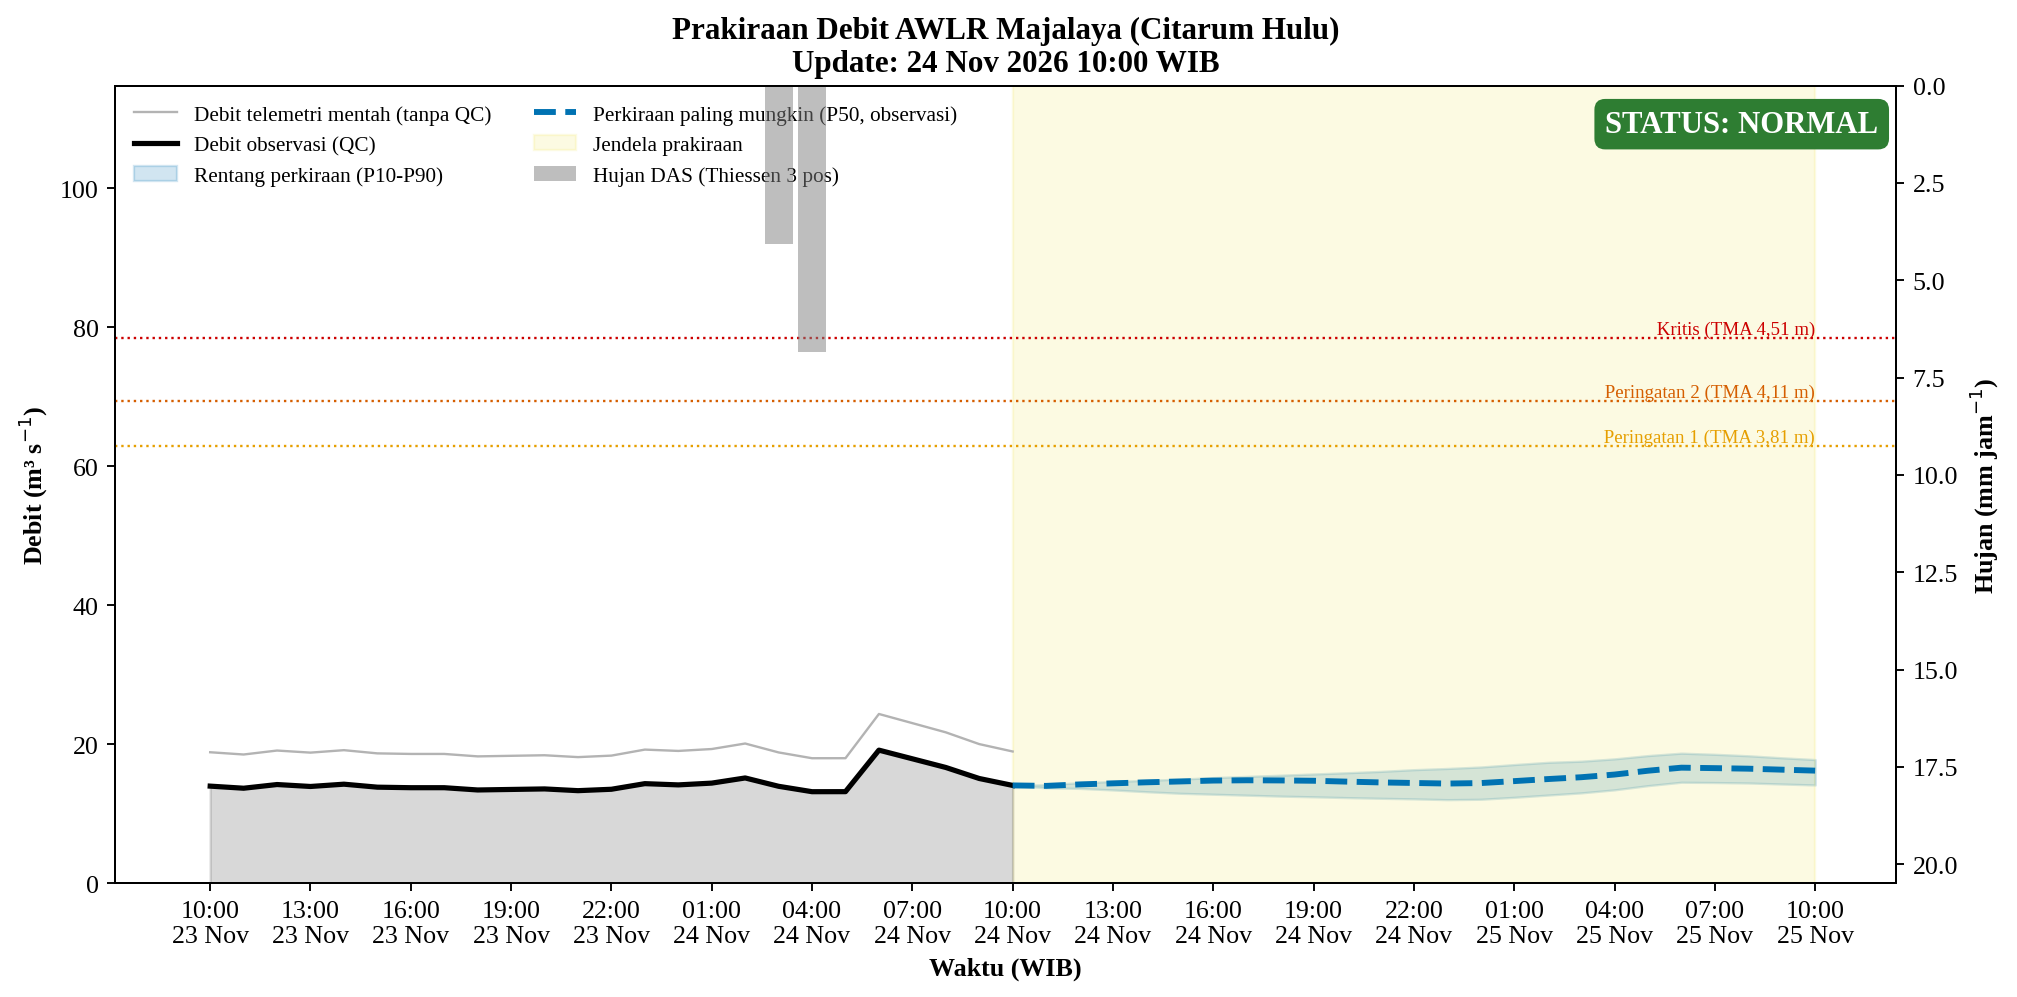 Prakiraan Debit AWLR Majalaya (Citarum Hulu)
Update: 24 Nov 2026 10:00 WIB
Debit telemetri mentah (tanpa QC)
Debit observasi (QC)
Rentang perkiraan (P10-P90)
Perkiraan paling mungkin (P50, observasi)
Jendela prakiraan
Hujan DAS (Thiessen 3 pos)
STATUS: NORMAL
Kritis (TMA 4,51 m)
Peringatan 2 (TMA 4,11 m)
Peringatan 1 (TMA 3,81 m)
Debit (m³ s⁻¹)
100
80
60
40
20
0
Hujan (mm jam⁻¹)
0.0
2.5
5.0
7.5
10.0
12.5
15.0
17.5
20.0
10:00 13:00 16:00 19:00 22:00 01:00 04:00 07:00 10:00 13:00 16:00 19:00 22:00 01:00 04:00 07:00 10:00
23 Nov 23 Nov 23 Nov 23 Nov 23 Nov 24 Nov 24 Nov 24 Nov 24 Nov 24 Nov 24 Nov 24 Nov 24 Nov 25 Nov 25 Nov 25 Nov 25 Nov
Waktu (WIB)